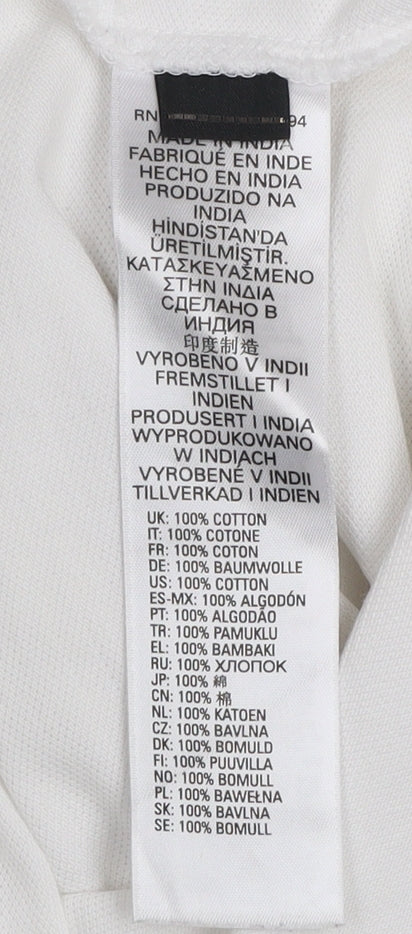 RN 94
MADE IN INDIA
FABRIQUÉ EN INDE
HECHO EN INDIA
PRODUZIDO NA
INDIA
HİNDİSTAN'DA
ÜRETİLMİŞTİR.
ΚΑΤΑΣΚΕΥΑΣΜΕΝΟ
ΣΤΗΝ ΙΝΔΙΑ
СДЕЛАНО В
ИНДИЯ
印度制造
VYROBENO V INDII
FREMSTILLET I
INDIEN
PRODUSERT I INDIA
WYPRODUKOWANO
W INDIACH
VYROBENÉ V INDII
TILLVERKAD I INDIEN
UK: 100% COTTON
IT: 100% COTONE
FR: 100% COTON
DE: 100% BAUMWOLLE
US: 100% COTTON
ES-MX: 100% ALGODÓN
PT: 100% ALGODÃO
TR: 100% PAMUKLU
EL: 100% ΒΑΜΒΑΚΙ
RU: 100% ХЛОПОК
JP: 100% 綿
CN: 100% 棉
NL: 100% KATOEN
CZ: 100% BAVLNA
DK: 100% BOMULD
FI: 100% PUUVILLA
NO: 100% BOMULL
PL: 100% BAWEŁNA
SK: 100% BAVLNA
SE: 100% BOMULL